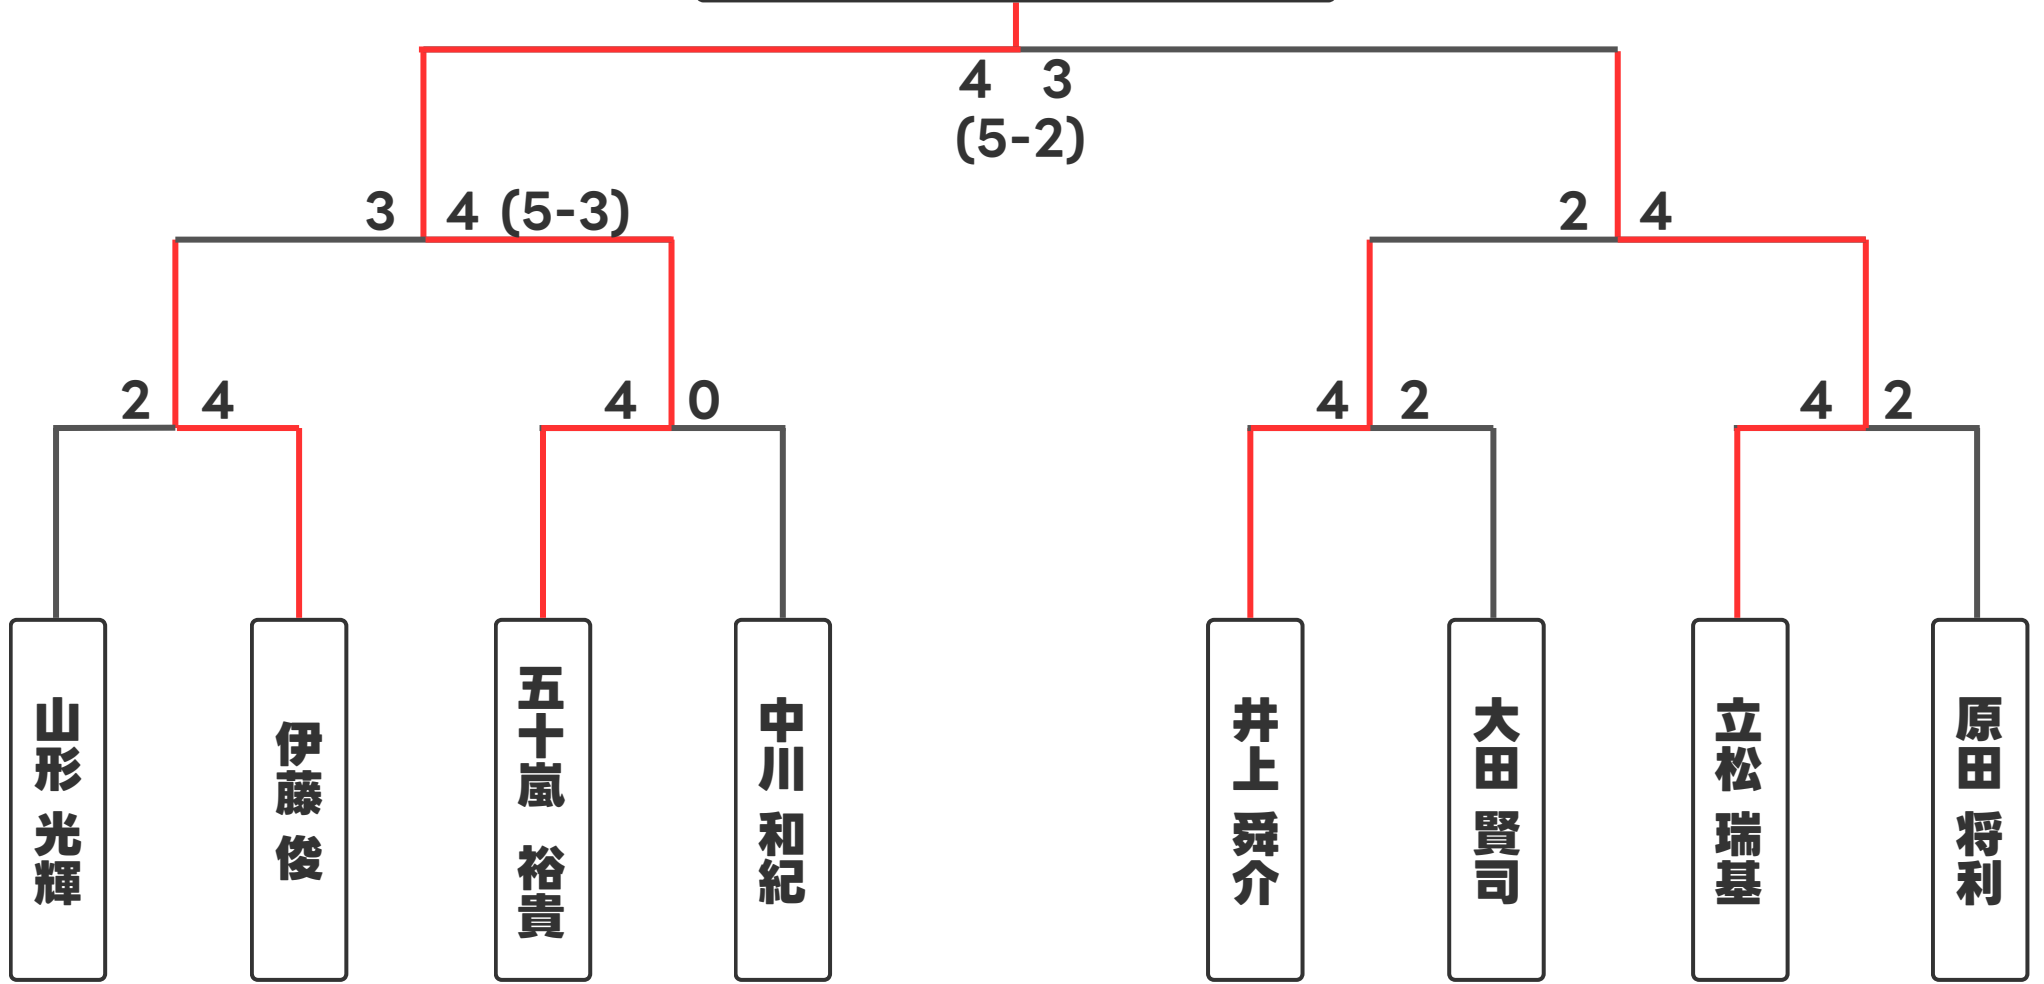 4 3
(5-2)
3 4 (5-3)
2 4
2 4
4 0
4 2
4 2
山形 光輝
伊藤 俊
五十嵐 裕貴
中川 和紀
井上 舜介
大田 賢司
立松 瑞基
原田 将利